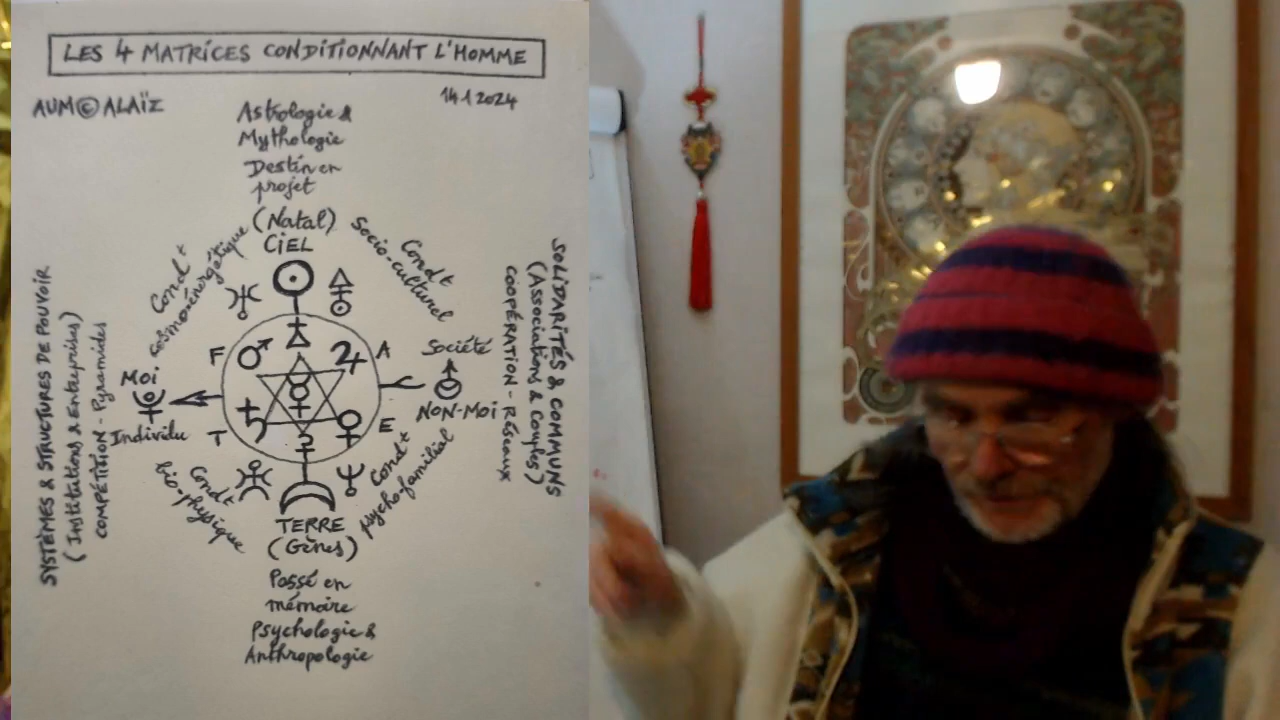 LES 4 MATRICES CONDITIONNANT L'HOMME
AUM©ALAÏZ
14.1 2024
Astrologie &
Mythologie
Destin en
projet
(Natal)
CIEL
Condt
cosmoénergétique
Condt
Socio-culturel
F
A
Moi
Individu
Société
NON-MOI
T
E
Condt
bio-physique
Condt
psycho-familial
TERRE
(Gènes)
Passé en
mémoire
Psychologie &
Anthropologie
SYSTÈMES & STRUCTURES DE POUVOIR
(Institutions & Entreprises)
COMPÉTITION - Pyramides
SOLIDARITÉS & COMMUNS
(Associations & Couples)
COOPÉRATION - Réseaux